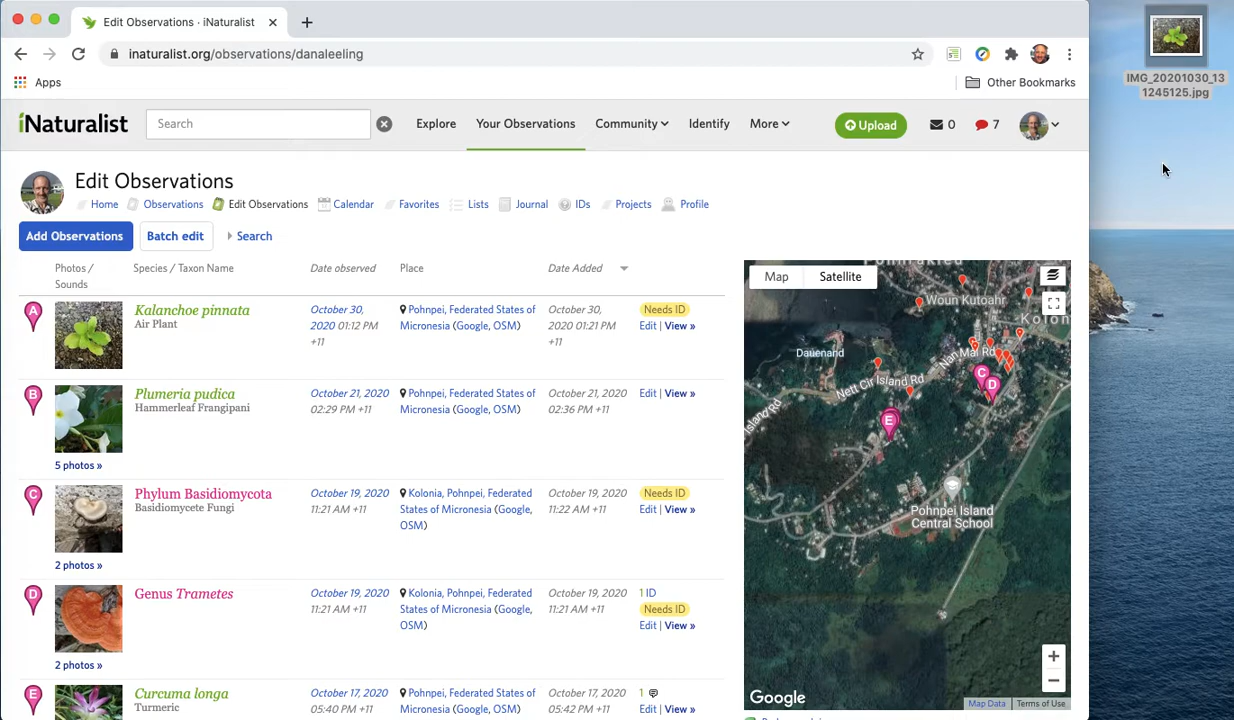 Edit Observations · iNaturalist
inaturalist.org/observations/danaleeling
Apps
Other Bookmarks
iNaturalist
Search
Explore
Your Observations
Community
Identify
More
Upload
0
7
Edit Observations
Home
Observations
Edit Observations
Calendar
Favorites
Lists
Journal
IDs
Projects
Profile
Add Observations
Batch edit
Search
Photos /
Sounds
Species / Taxon Name
Date observed
Place
Date Added
A
Kalanchoe pinnata
Air Plant
October 30,
2020 01:12 PM
+11
Pohnpei, Federated States of
Micronesia (Google, OSM)
October 30,
2020 01:21 PM
+11
Needs ID
Edit | View »
B
5 photos »
Plumeria pudica
Hammerleaf Frangipani
October 21, 2020
02:29 PM +11
Pohnpei, Federated States of
Micronesia (Google, OSM)
October 21, 2020
02:36 PM +11
Edit | View »
C
2 photos »
Phylum Basidiomycota
Basidiomycete Fungi
October 19, 2020
11:21 AM +11
Kolonia, Pohnpei, Federated
States of Micronesia (Google,
OSM)
October 19, 2020
11:22 AM +11
Needs ID
Edit | View »
D
2 photos »
Genus Trametes
October 19, 2020
11:21 AM +11
Kolonia, Pohnpei, Federated
States of Micronesia (Google,
OSM)
October 19, 2020
11:21 AM +11
1 ID
Needs ID
Edit | View »
E
Curcuma longa
Turmeric
October 17, 2020
05:40 PM +11
Pohnpei, Federated States of
Micronesia (Google, OSM)
October 17, 2020
05:42 PM +11
1
Edit | View »
Map
Satellite
Woun Kutoahr
Dauenand
Nan Mal Rd
Nett Cir Island Rd
Island Rd
C
D
E
Pohnpei Island
Central School
Google
Map Data
Terms of Use
IMG_20201030_13
1245125.jpg